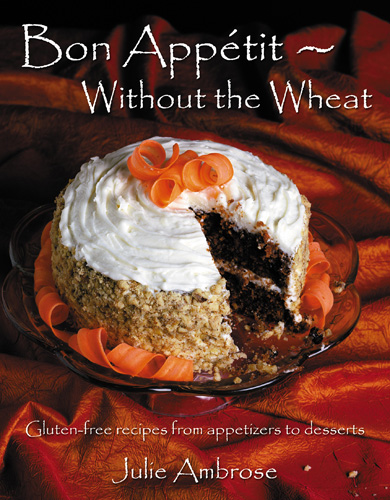 Bon Appétit ~
Without the Wheat
Gluten-free recipes from appetizers to desserts
Julie Ambrose